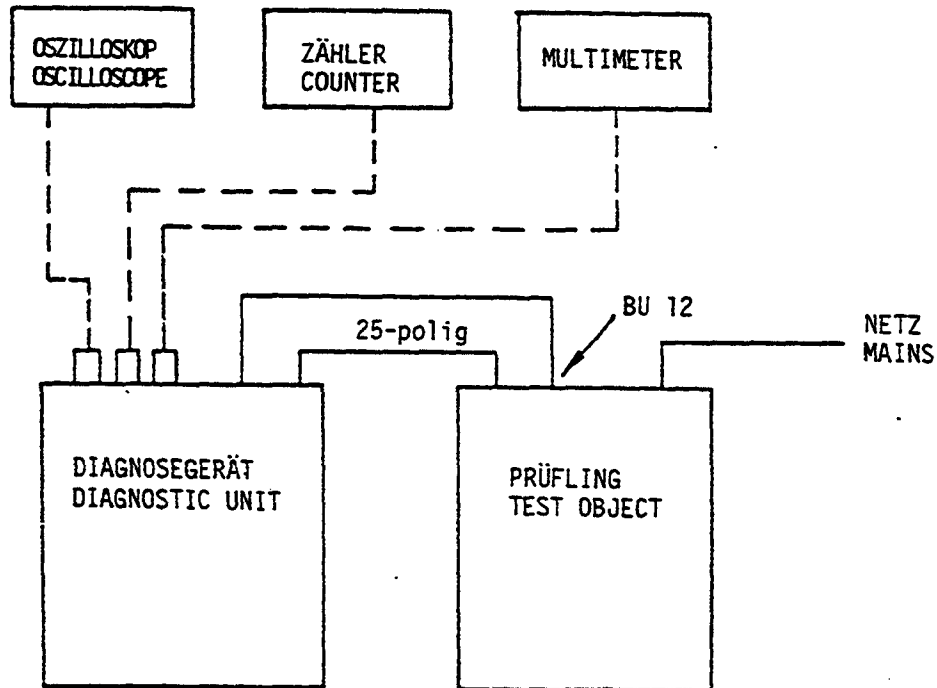 OSZILLOSKOP
OSCILLOSCOPE
ZÄHLER
COUNTER
MULTIMETER
BU 12
25-polig
NETZ
MAINS
DIAGNOSEGERÄT
DIAGNOSTIC UNIT
PRÜFLING
TEST OBJECT